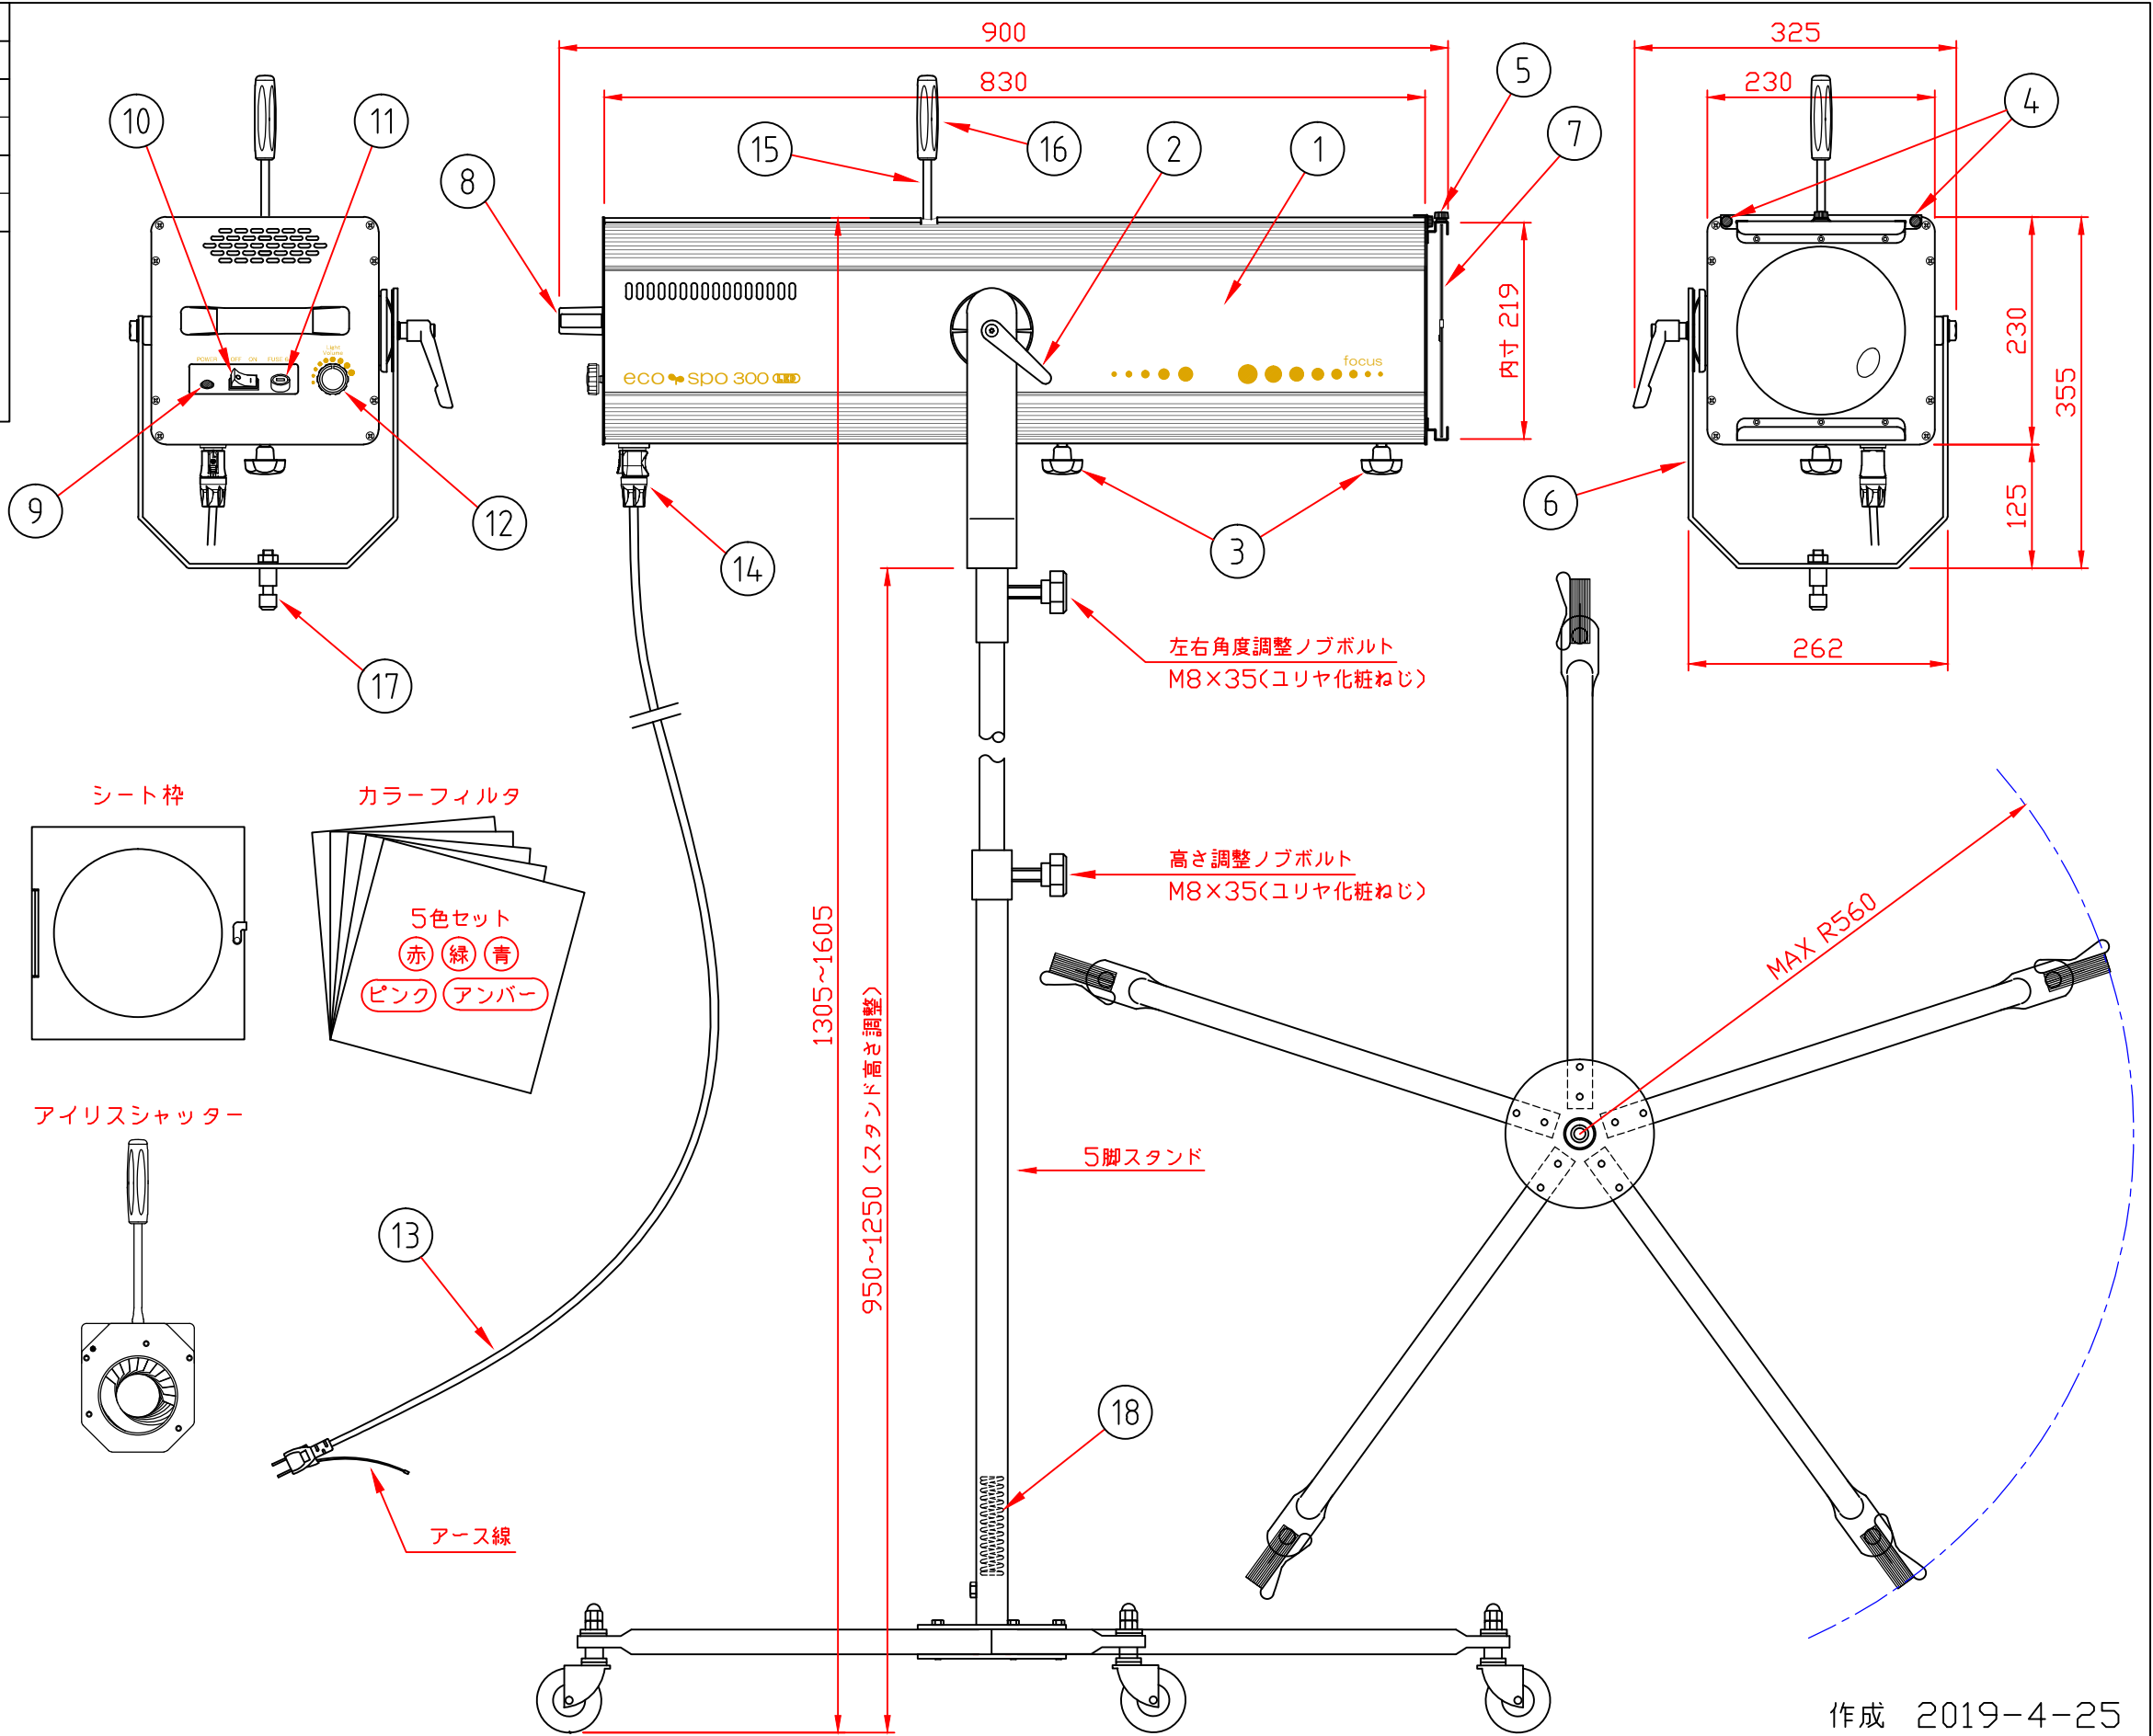 900
325
830
230
5
4
10
11
7
15
16
2
1
8
内寸 219
230
355
POWER OFF ON FUSE
Volume
focus
eco spo 300 LED
9
12
14
3
6
125
262
17
左右角度調整ノブボルト
M8×35(ユリヤ化粧ねじ)
シート枠
カラーフィルタ
高さ調整ノブボルト
M8×35(ユリヤ化粧ねじ)
5色セット
赤 緑 青
ピンク アンバー
1305~1605
950~1250 (スタンド高さ調整)
MAX R560
アイリスシャッター
5脚スタンド
13
18
アース線
作成 2019-4-25